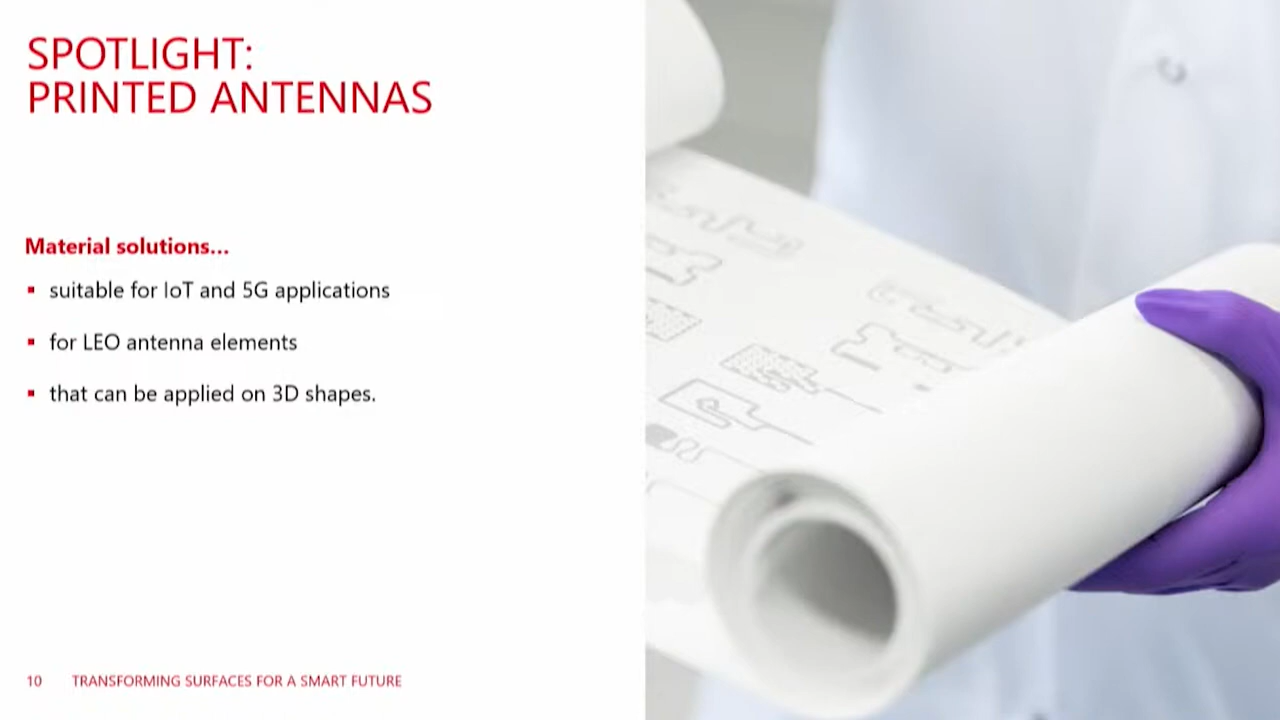 SPOTLIGHT:
PRINTED ANTENNAS
Material solutions...
▪ suitable for IoT and 5G applications
▪ for LEO antenna elements
▪ that can be applied on 3D shapes.
10 TRANSFORMING SURFACES FOR A SMART FUTURE